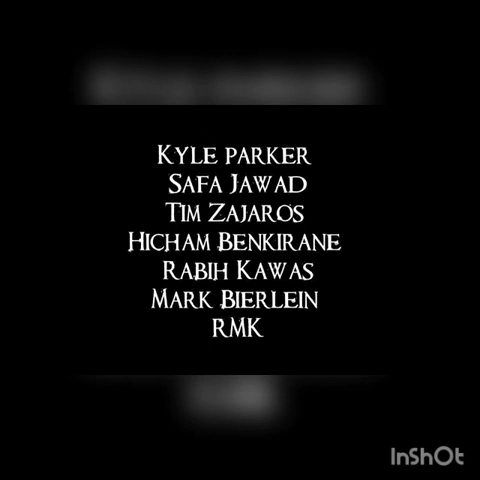 Kyle Parker
Safa Jawad
Tim Zajaros
Hicham Benkirane
Rabih Kawas
Mark Bierlein
RMK
InShOt